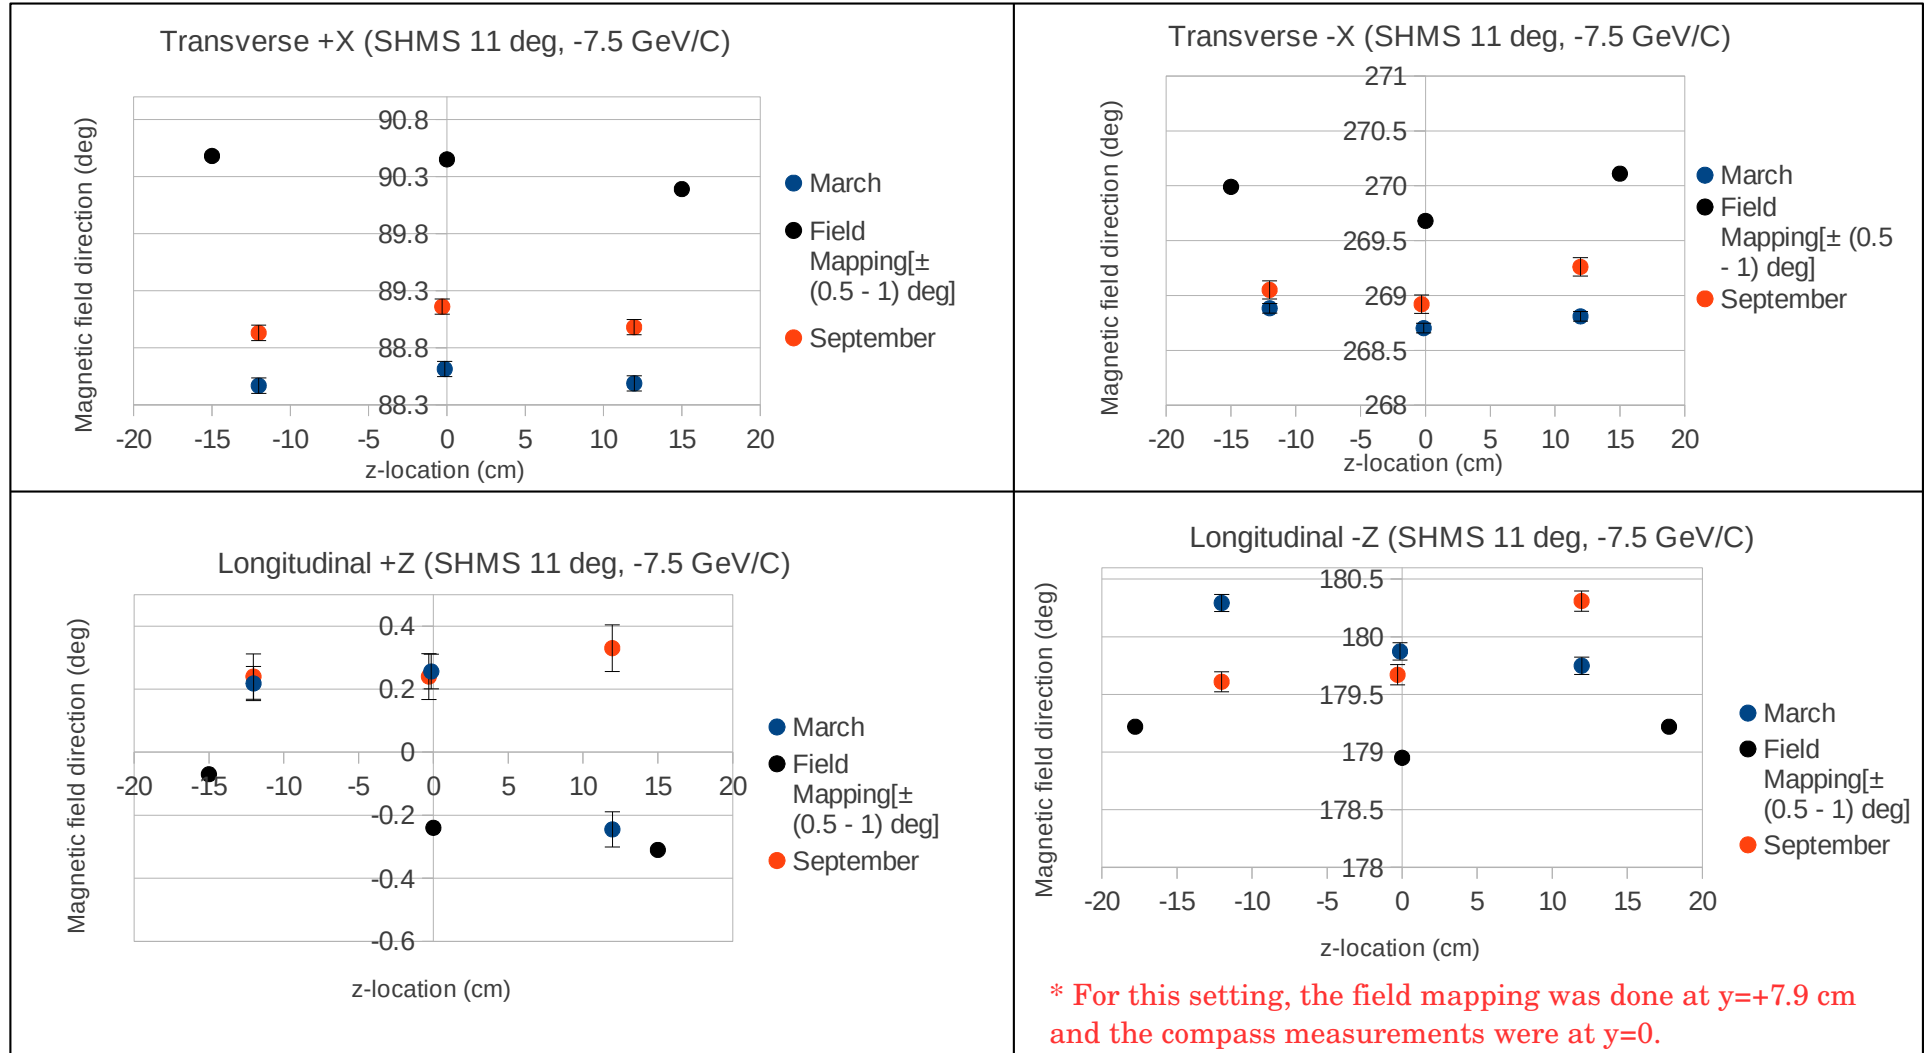 Transverse +X (SHMS 11 deg, -7.5 GeV/C)
Magnetic field direction (deg)
90.8
90.3
89.8
89.3
88.8
88.3
-20 -15 -10 -5 0 5 10 15 20
z-location (cm)
March
Field
Mapping[±
(0.5 - 1) deg]
September
Transverse -X (SHMS 11 deg, -7.5 GeV/C)
Magnetic field direction (deg)
271
270.5
270
269.5
269
268.5
268
-20 -15 -10 -5 0 5 10 15 20
z-location (cm)
March
Field
Mapping[± (0.5
- 1) deg]
September
Longitudinal +Z (SHMS 11 deg, -7.5 GeV/C)
Magnetic field direction (deg)
0.4
0.2
0
-20 -15 -10 -5 0 5 10 15 20
-0.2
-0.4
-0.6
z-location (cm)
March
Field
Mapping[±
(0.5 - 1) deg]
September
Longitudinal -Z (SHMS 11 deg, -7.5 GeV/C)
Magnetic field direction (deg)
180.5
180
179.5
179
178.5
178
-20 -15 -10 -5 0 5 10 15 20
z-location (cm)
March
Field
Mapping[±
(0.5 - 1) deg]
September
* For this setting, the field mapping was done at y=+7.9 cm
and the compass measurements were at y=0.